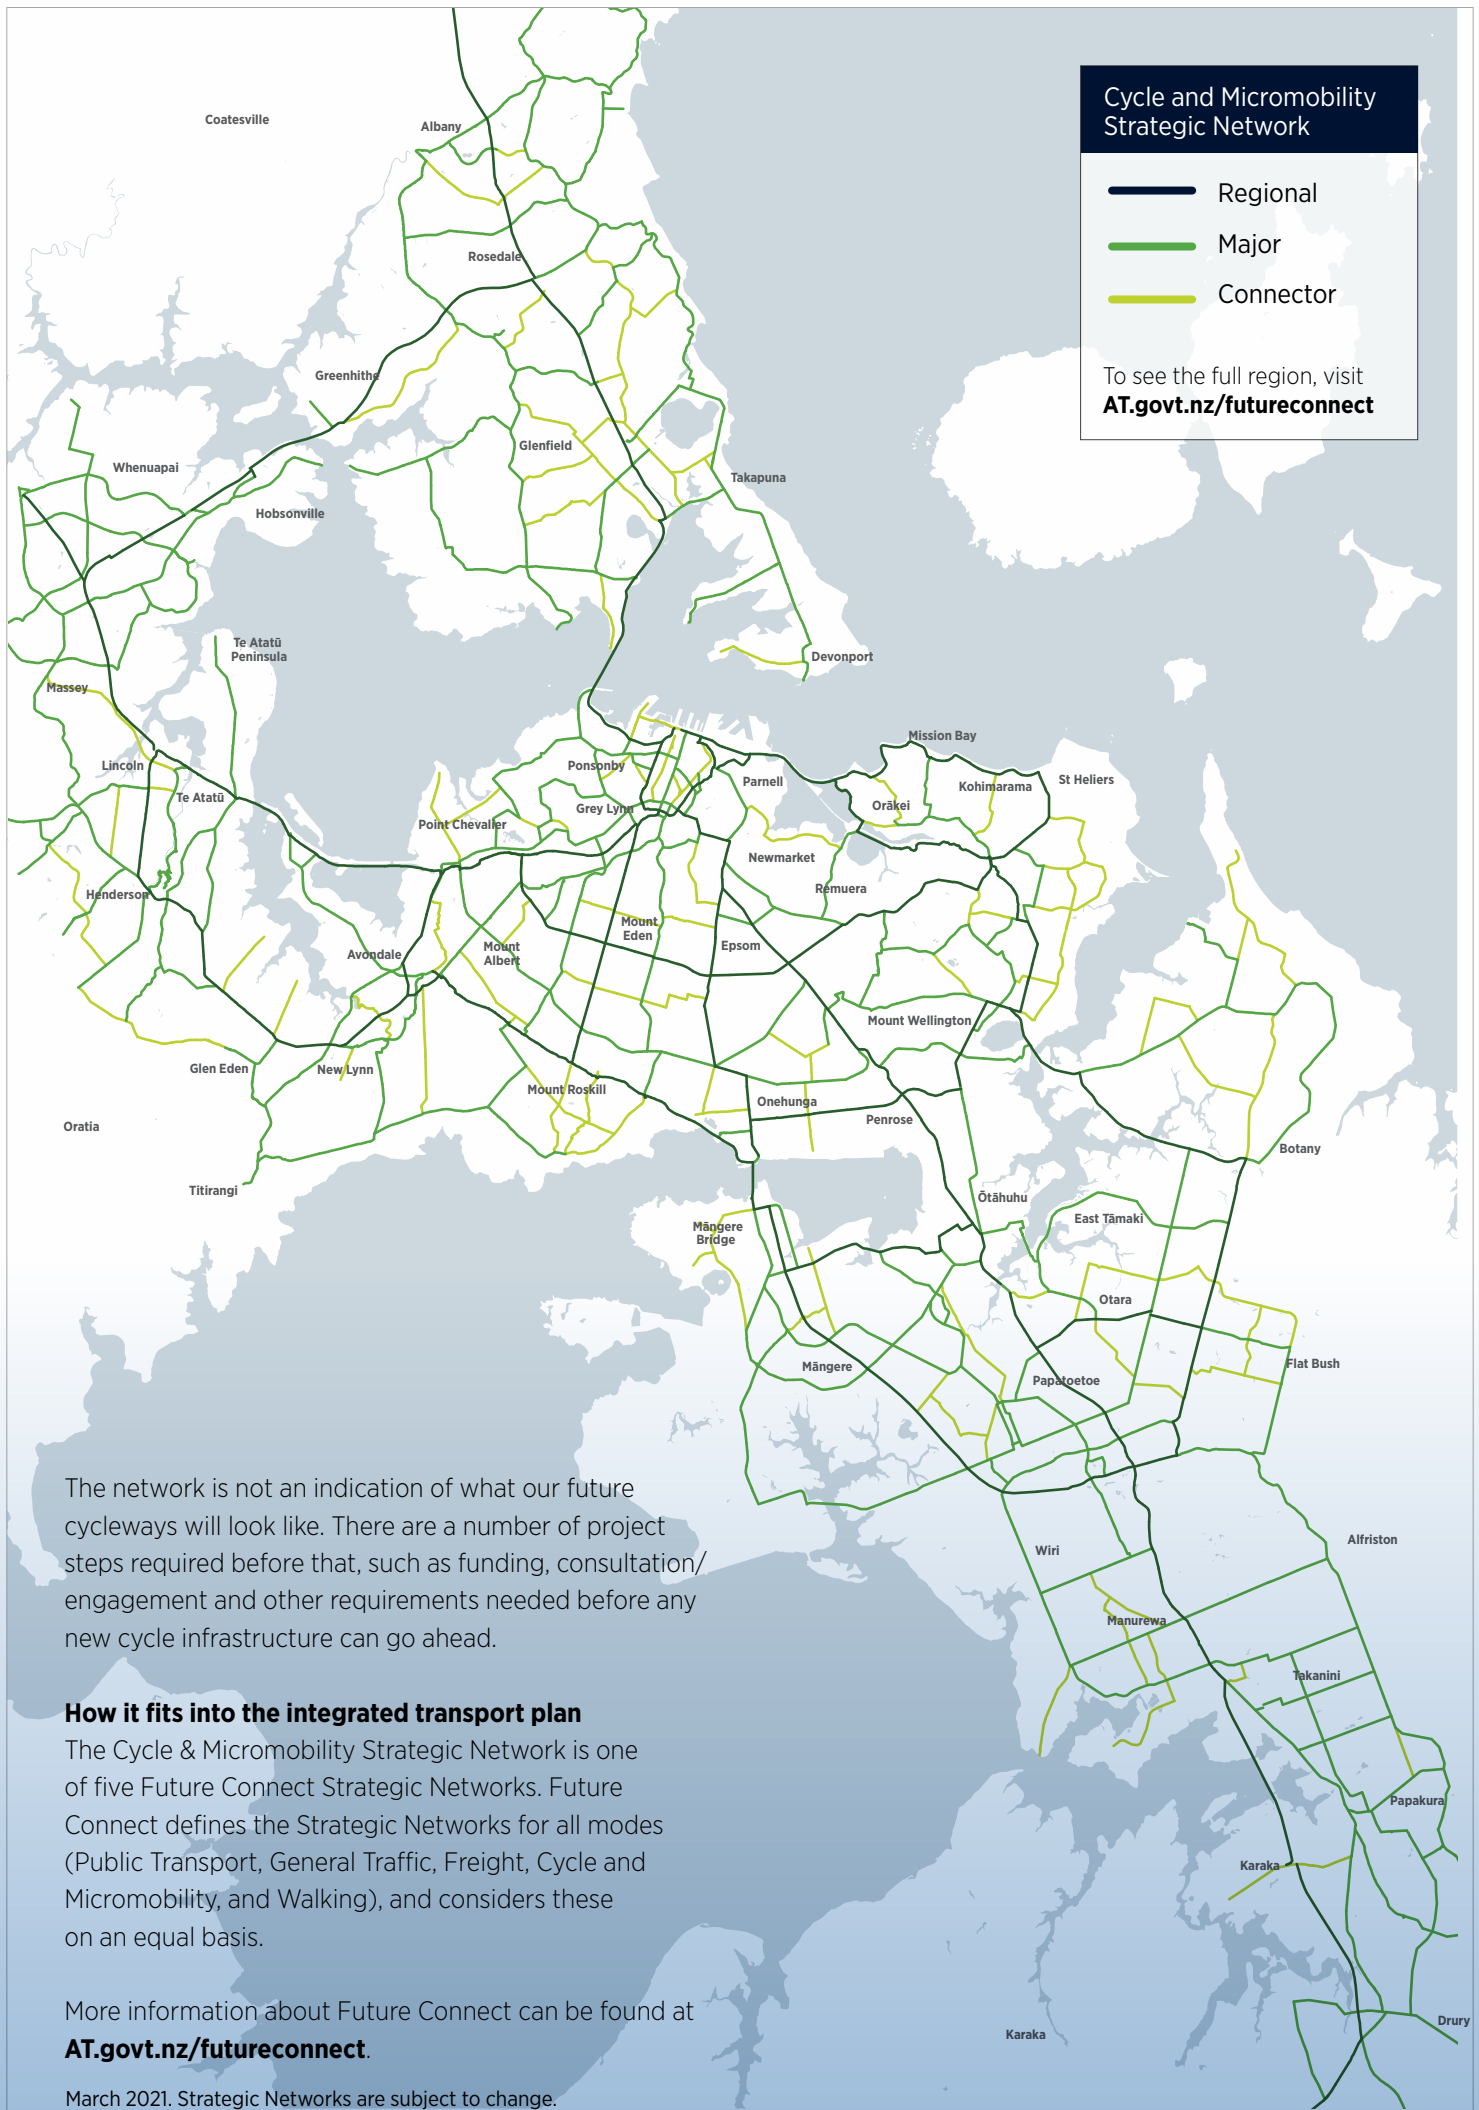 Cycle and Micromobility
Strategic Network
Regional
Major
Connector
To see the full region, visit
AT.govt.nz/futureconnect
Coatesville
Albany
Rosedale
Greenhithe
Glenfield
Whenuapai
Takapuna
Hobsonville
Te Atatū
Peninsula
Devonport
Massey
Mission Bay
Lincoln
Ponsonby
Parnell
Kohimarama
St Heliers
Te Atatū
Grey Lynn
Orākei
Point Chevalier
Newmarket
Remuera
Henderson
Mount
Eden
Epsom
Avondale
Mount
Albert
Mount Wellington
Glen Eden
New Lynn
Mount Roskill
Onehunga
Penrose
Oratia
Botany
Titirangi
Ōtāhuhu
East Tāmaki
Māngere
Bridge
Otara
Māngere
Papatoetoe
Flat Bush
The network is not an indication of what our future
cycleways will look like. There are a number of project
steps required before that, such as funding, consultation/
engagement and other requirements needed before any
new cycle infrastructure can go ahead.
Wiri
Alfriston
Manurewa
Takanini
Papakura
Karaka
Karaka
Drury
How it fits into the integrated transport plan
The Cycle & Micromobility Strategic Network is one
of five Future Connect Strategic Networks. Future
Connect defines the Strategic Networks for all modes
(Public Transport, General Traffic, Freight, Cycle and
Micromobility, and Walking), and considers these
on an equal basis.
More information about Future Connect can be found at
AT.govt.nz/futureconnect.
March 2021. Strategic Networks are subject to change.